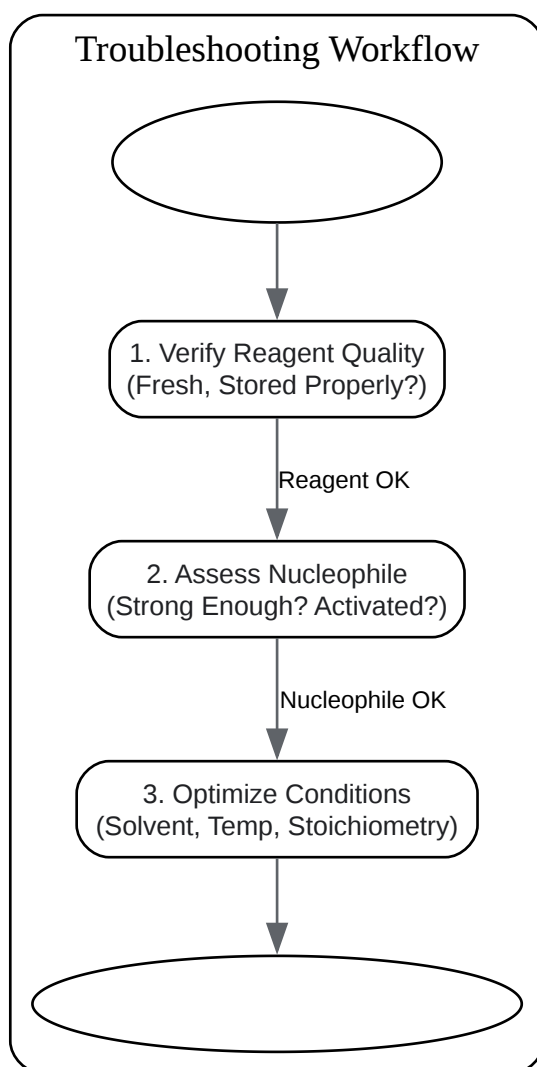 Troubleshooting Workflow
1. Verify Reagent Quality
(Fresh, Stored Properly?)
Reagent OK
2. Assess Nucleophile
(Strong Enough? Activated?)
Nucleophile OK
3. Optimize Conditions
(Solvent, Temp, Stoichiometry)